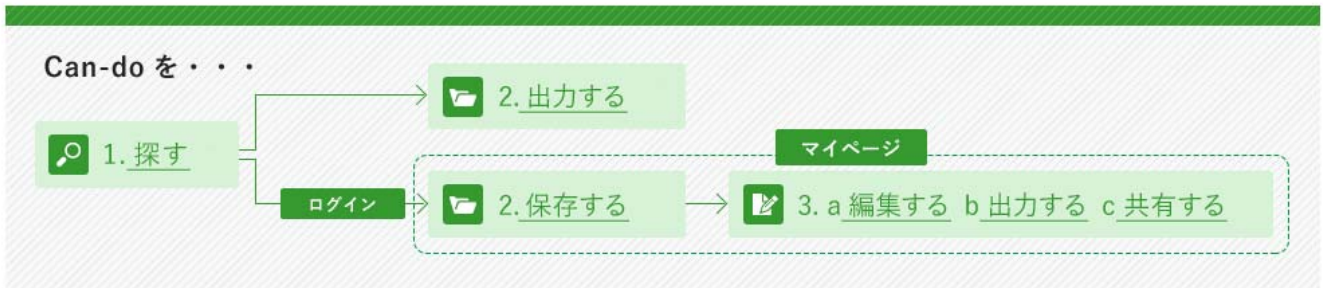 Can-do を・・・
1. 探す
2. 出力する
ログイン
マイページ
2. 保存する
3. a 編集する b 出力する c 共有する